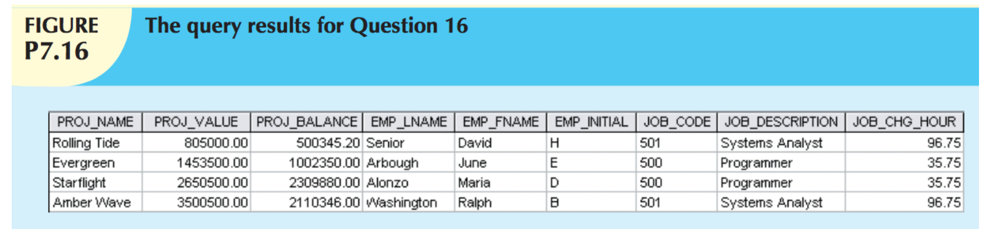 FIGURE
P7.16
The query results for Question 16
PROJ_NAME PROJ_VALUE PROJ_BALANCE EMP_LNAME EMP_FNAME EMP_INITIAL JOB_CODE JOB_DESCRIPTION JOB_CHG_HOUR
Rolling Tide 805000.00 500345.20 Senior David H 501 Systems Analyst 96.75
Evergreen 1453500.00 1002350.00 Arbough June E 500 Programmer 35.75
Starflight 2650500.00 2309880.00 Alonzo Maria D 500 Programmer 35.75
Amber Wave 3500500.00 2110346.00 Washington Ralph B 501 Systems Analyst 96.75